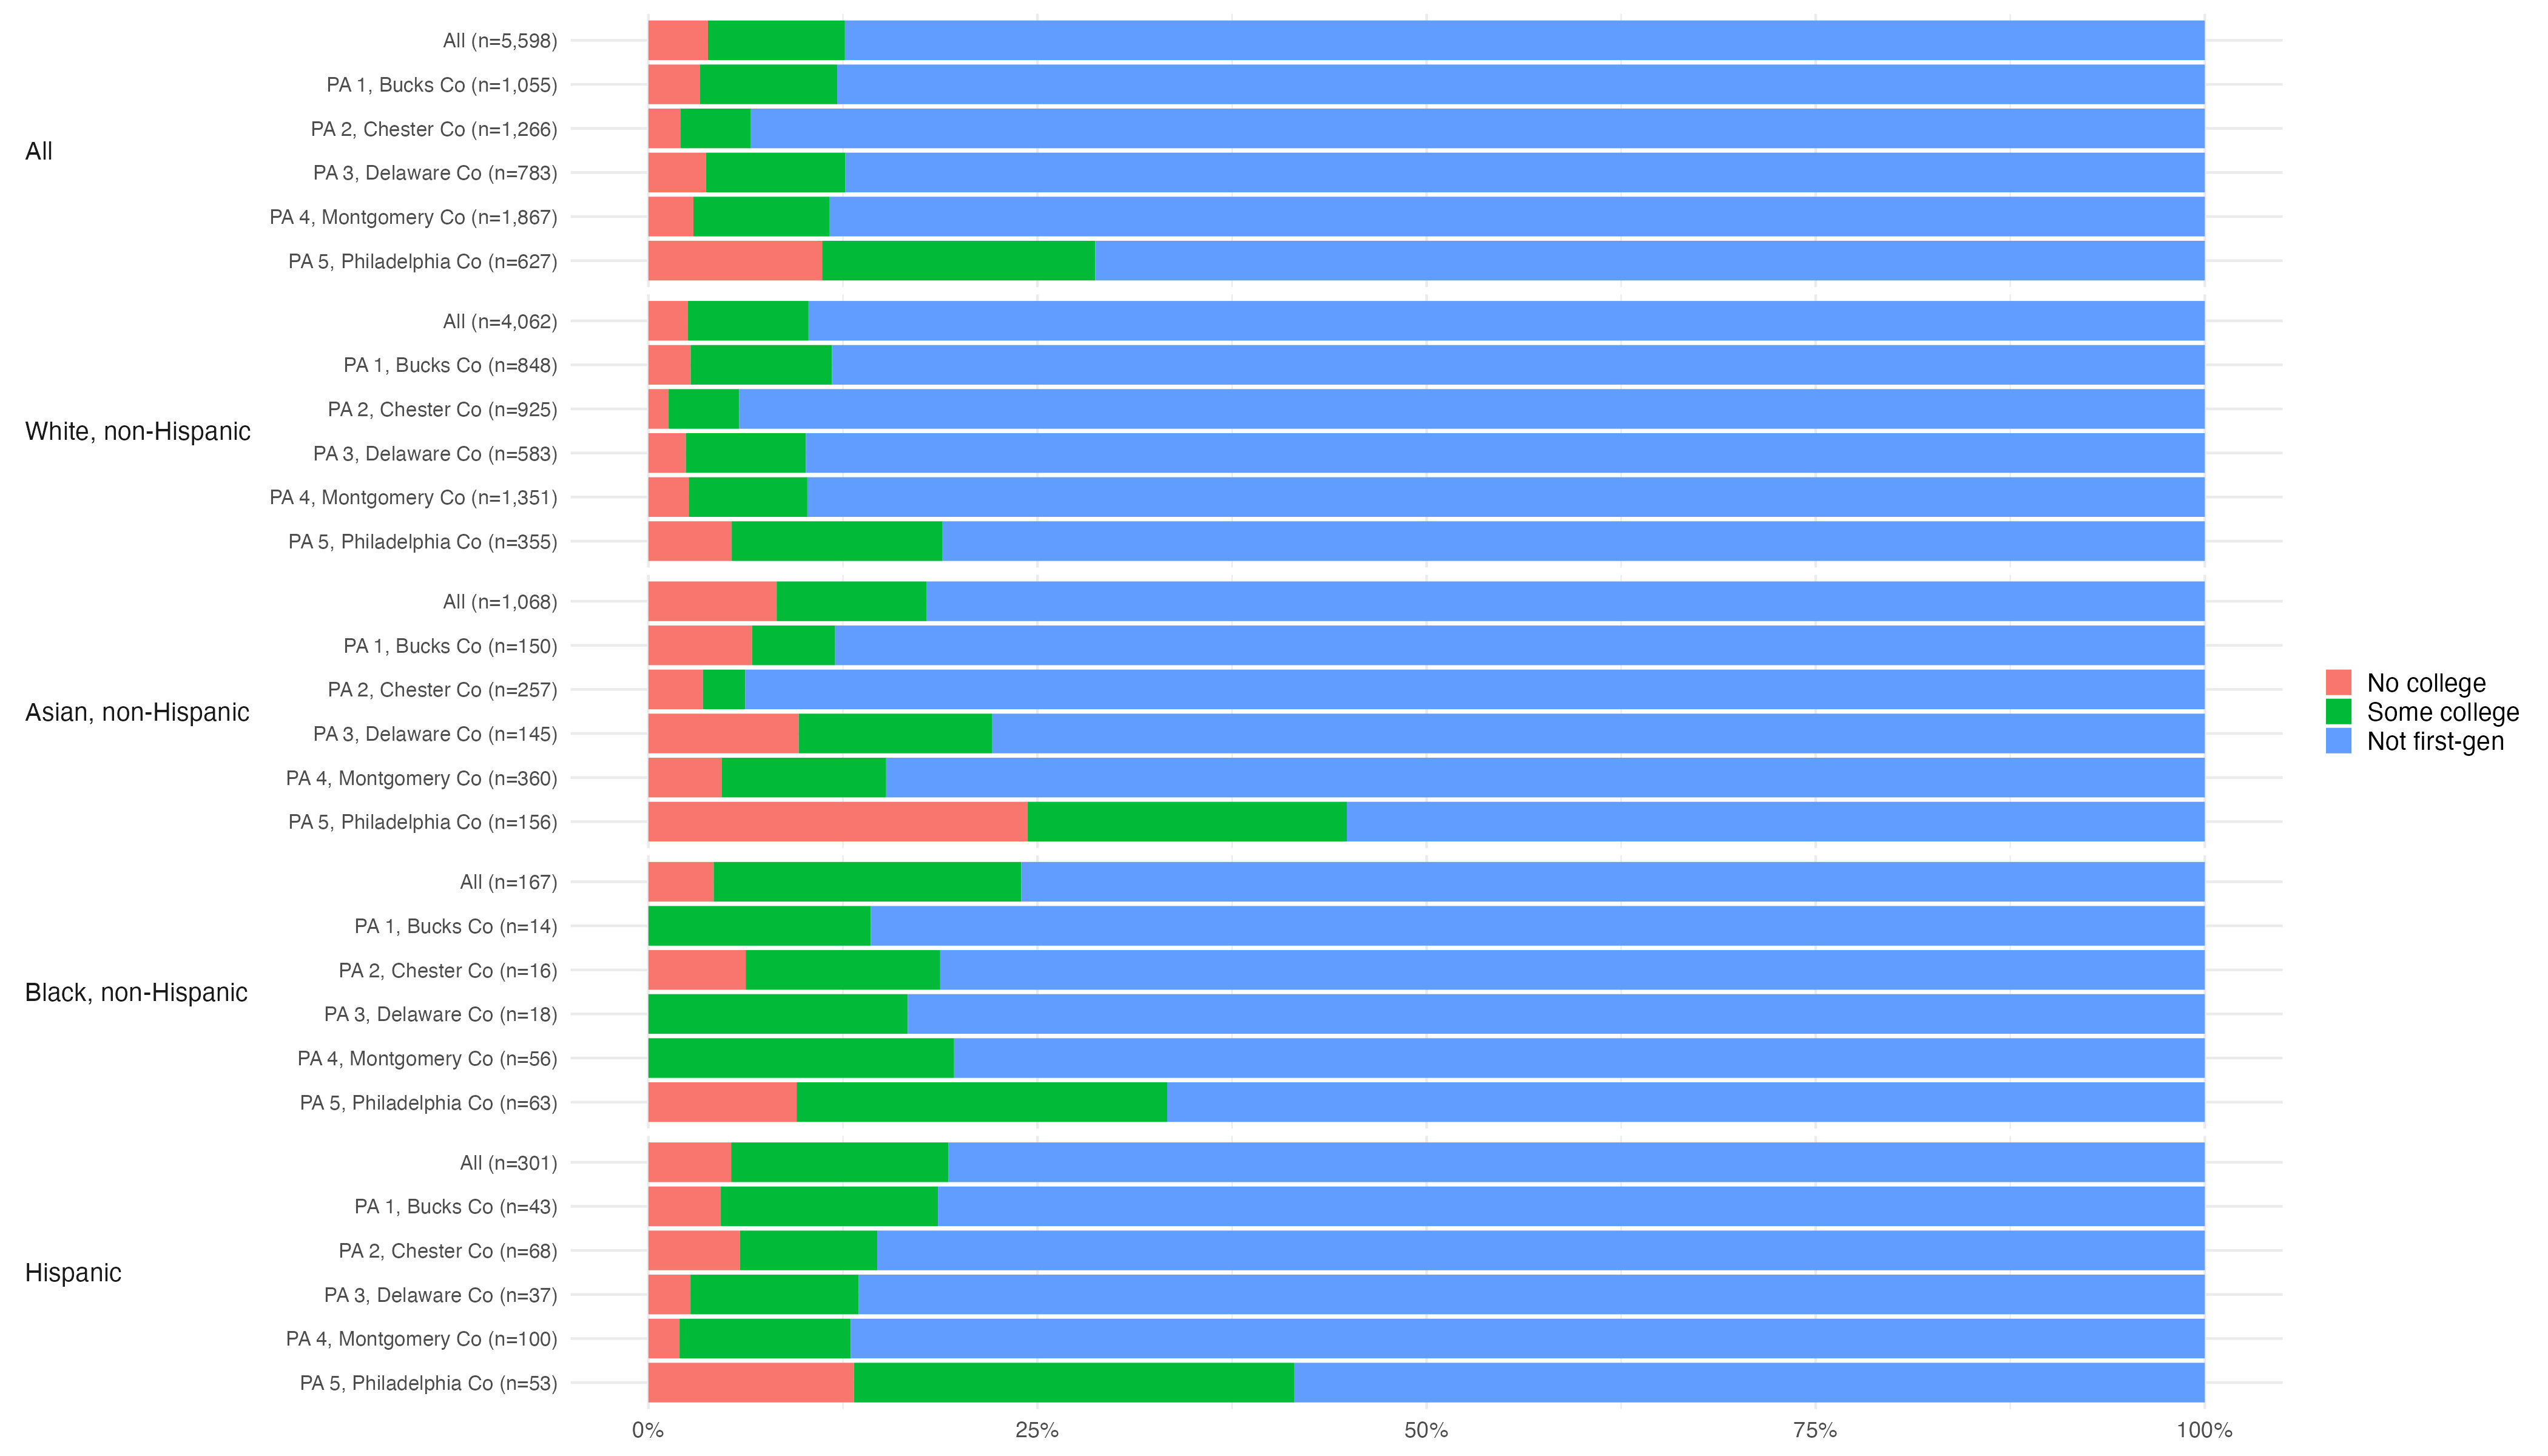 All
All (n=5,598)
PA 1, Bucks Co (n=1,055)
PA 2, Chester Co (n=1,266)
PA 3, Delaware Co (n=783)
PA 4, Montgomery Co (n=1,867)
PA 5, Philadelphia Co (n=627)
White, non-Hispanic
All (n=4,062)
PA 1, Bucks Co (n=848)
PA 2, Chester Co (n=925)
PA 3, Delaware Co (n=583)
PA 4, Montgomery Co (n=1,351)
PA 5, Philadelphia Co (n=355)
Asian, non-Hispanic
All (n=1,068)
PA 1, Bucks Co (n=150)
PA 2, Chester Co (n=257)
PA 3, Delaware Co (n=145)
PA 4, Montgomery Co (n=360)
PA 5, Philadelphia Co (n=156)
Black, non-Hispanic
All (n=167)
PA 1, Bucks Co (n=14)
PA 2, Chester Co (n=16)
PA 3, Delaware Co (n=18)
PA 4, Montgomery Co (n=56)
PA 5, Philadelphia Co (n=63)
Hispanic
All (n=301)
PA 1, Bucks Co (n=43)
PA 2, Chester Co (n=68)
PA 3, Delaware Co (n=37)
PA 4, Montgomery Co (n=100)
PA 5, Philadelphia Co (n=53)
0% 25% 50% 75% 100%
No college
Some college
Not first-gen